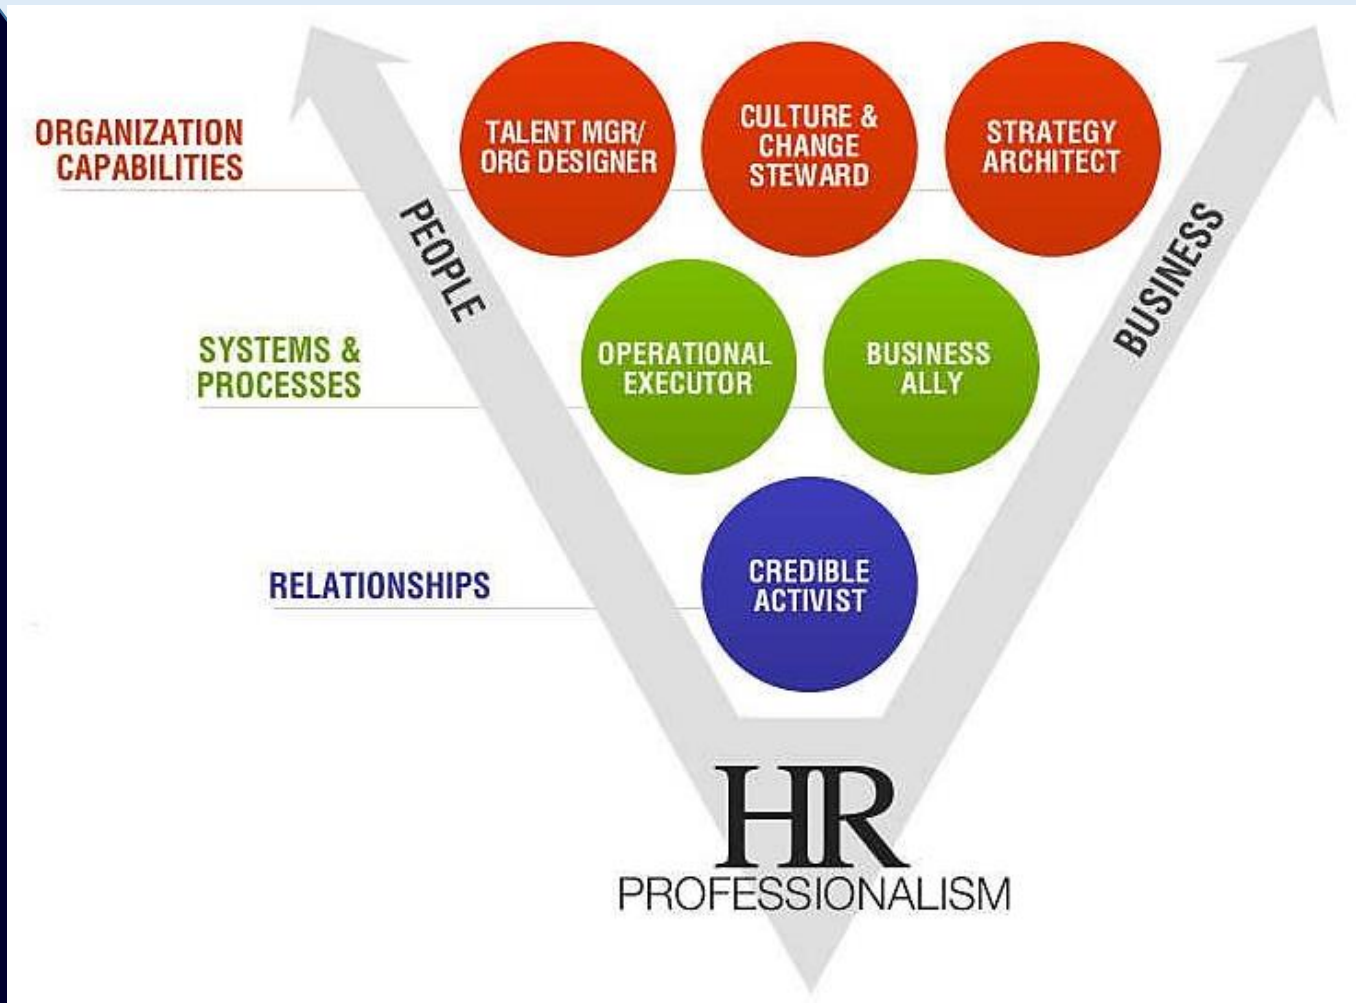 ORGANIZATION
CAPABILITIES
TALENT MGR/
ORG DESIGNER
CULTURE &
CHANGE
STEWARD
STRATEGY
ARCHITECT
PEOPLE
BUSINESS
SYSTEMS &
PROCESSES
OPERATIONAL
EXECUTOR
BUSINESS
ALLY
RELATIONSHIPS
CREDIBLE
ACTIVIST
HR
PROFESSIONALISM